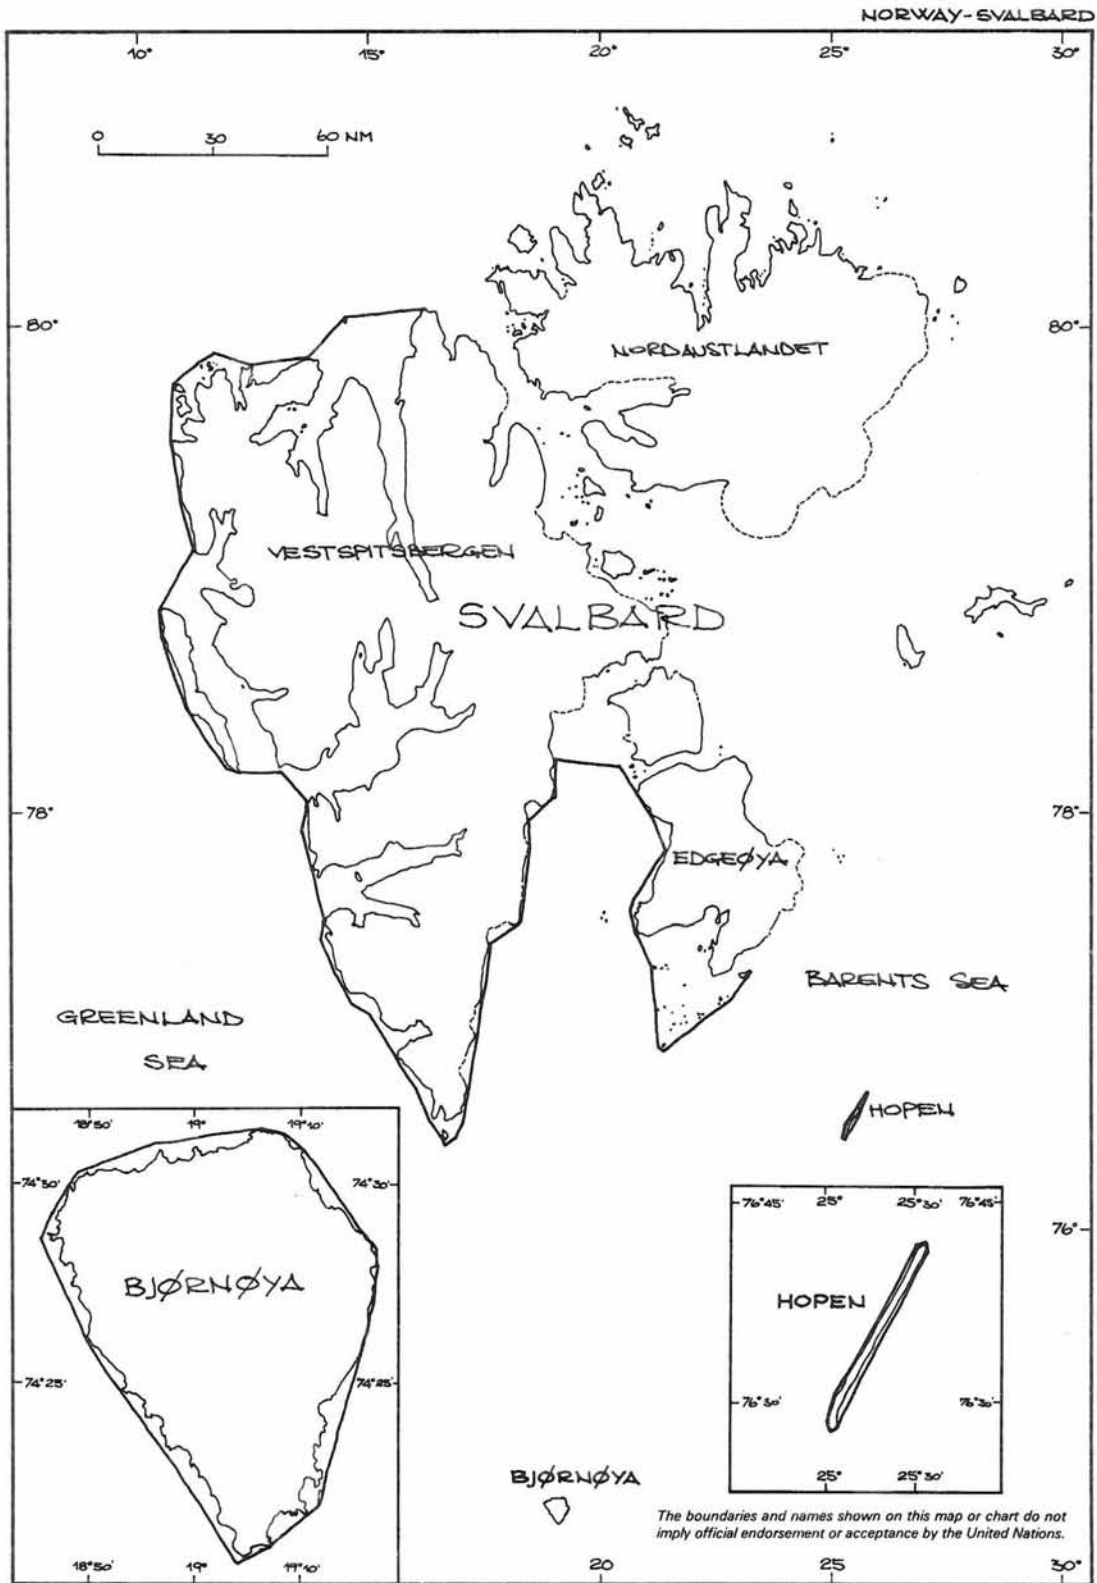 NORWAY-SVALBARD
10° 15° 20° 25° 30°
0 30 60 NM
80° 80°
NORDAUSTLANDET
VESTSPITSBERGEN
SVALBARD
78° 78°
EDGEØYA
BARENTS SEA
GREENLAND
SEA
HOPEN
18°50' 19° 19°10'
74°30' 74°30'
BJØRNØYA
74°25' 74°25'
18°50' 19° 19°10'
76°45' 25° 25°30' 76°45'
76°
HOPEN
76°30' 76°30'
25° 25°30'
BJØRNØYA
The boundaries and names shown on this map or chart do not
imply official endorsement or acceptance by the United Nations.
20 25 30°